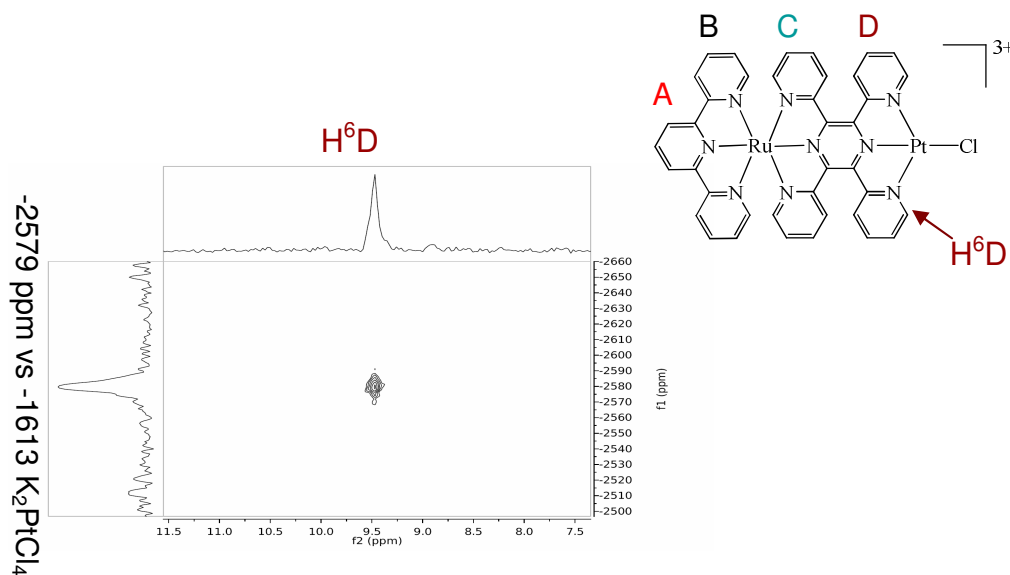 B C D
A
3+
N N N
N Ru N N Pt Cl
N N N
H⁶D
H⁶D
-2579 ppm vs -1613 K₂PtCl₄
-2660
-2650
-2640
-2630
-2620
-2610
-2600
-2590
-2580
-2570
-2560
-2550
-2540
-2530
-2520
-2510
-2500
f1 (ppm)
11.5 11.0 10.5 10.0 9.5 9.0 8.5 8.0 7.5
f2 (ppm)